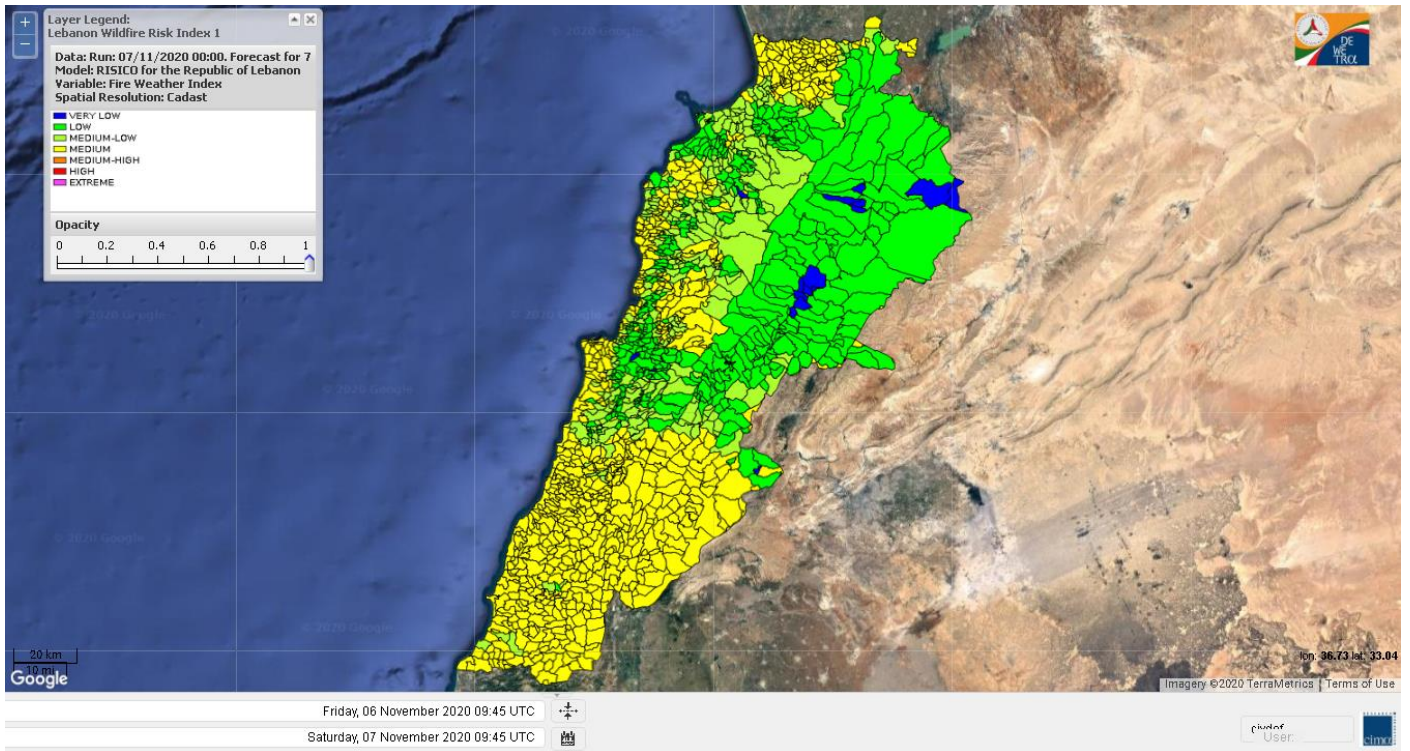 +
−
Layer Legend:
Lebanon Wildfire Risk Index 1
Data: Run: 07/11/2020 00:00. Forecast for 7
Model: RISICO for the Republic of Lebanon
Variable: Fire Weather Index
Spatial Resolution: Cadast
VERY LOW
LOW
MEDIUM-LOW
MEDIUM
MEDIUM-HIGH
HIGH
EXTREME
Opacity
0 0.2 0.4 0.6 0.8 1
DE
WE
TRα
© 2020 Google
© 2020 Google
© 2020 Google
© 2020 Google
© 2020 Google
© 2020 Google
20 km
10 mi
Google
lon: 36.73 lat: 33.04
Imagery ©2020 TerraMetrics Terms of Use
Friday, 06 November 2020 09:45 UTC
Saturday, 07 November 2020 09:45 UTC
User:
cima